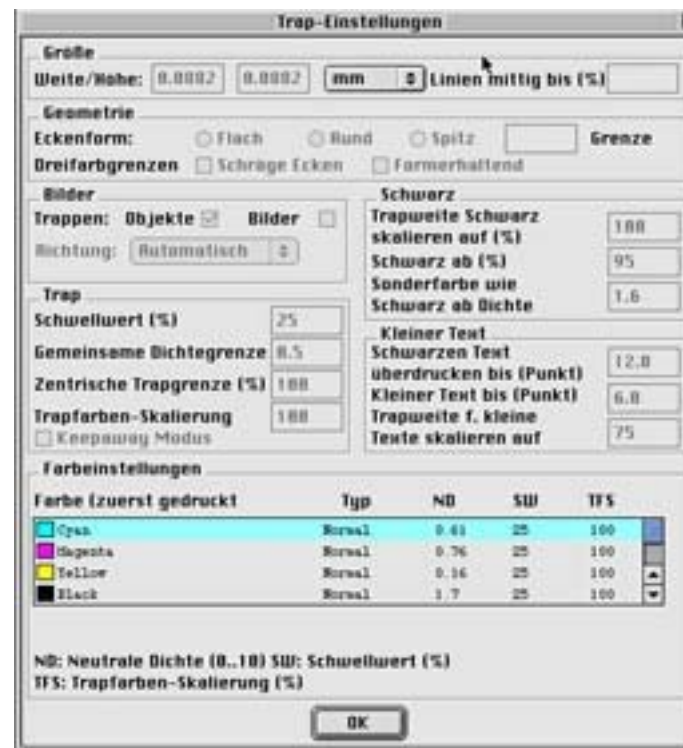 Trap-Einstellungen
Größe
Weite/Hohe: 0.0882 0.0882 mm Linien mittig bis (%)
Geometrie
Eckenform: Flach Rund Spitz Grenze
Dreifarbgrenzen Schräge Ecken Formerhaltend
Bilder
Trappen: Objekte Bilder
Richtung: Automatisch
Trap
Schwellwert (%) 25
Gemeinsame Dichtegrenze 0.5
Zentrische Trapgrenze (%) 100
Trapfarben-Skalierung 100
Keepaway Modus
Schwarz
Trapweite Schwarz
skalieren auf (%) 100
Schwarz ab (%) 95
Sonderfarbe wie
Schwarz ab Dichte 1.6
Kleiner Text
Schwarzen Text
überdrucken bis (Punkt) 12.0
Kleiner Text bis (Punkt) 6.0
Trapweite f. kleine
Texte skalieren auf 75
Farbeinstellungen
Farbe (zuerst gedruckt Typ ND SW TFS
Cyan Normal 0.61 25 100
Magenta Normal 0.76 25 100
Yellow Normal 0.16 25 100
Black Normal 1.7 25 100
ND: Neutrale Dichte (0..10) SW: Schwellwert (%)
TFS: Trapfarben-Skalierung (%)
OK